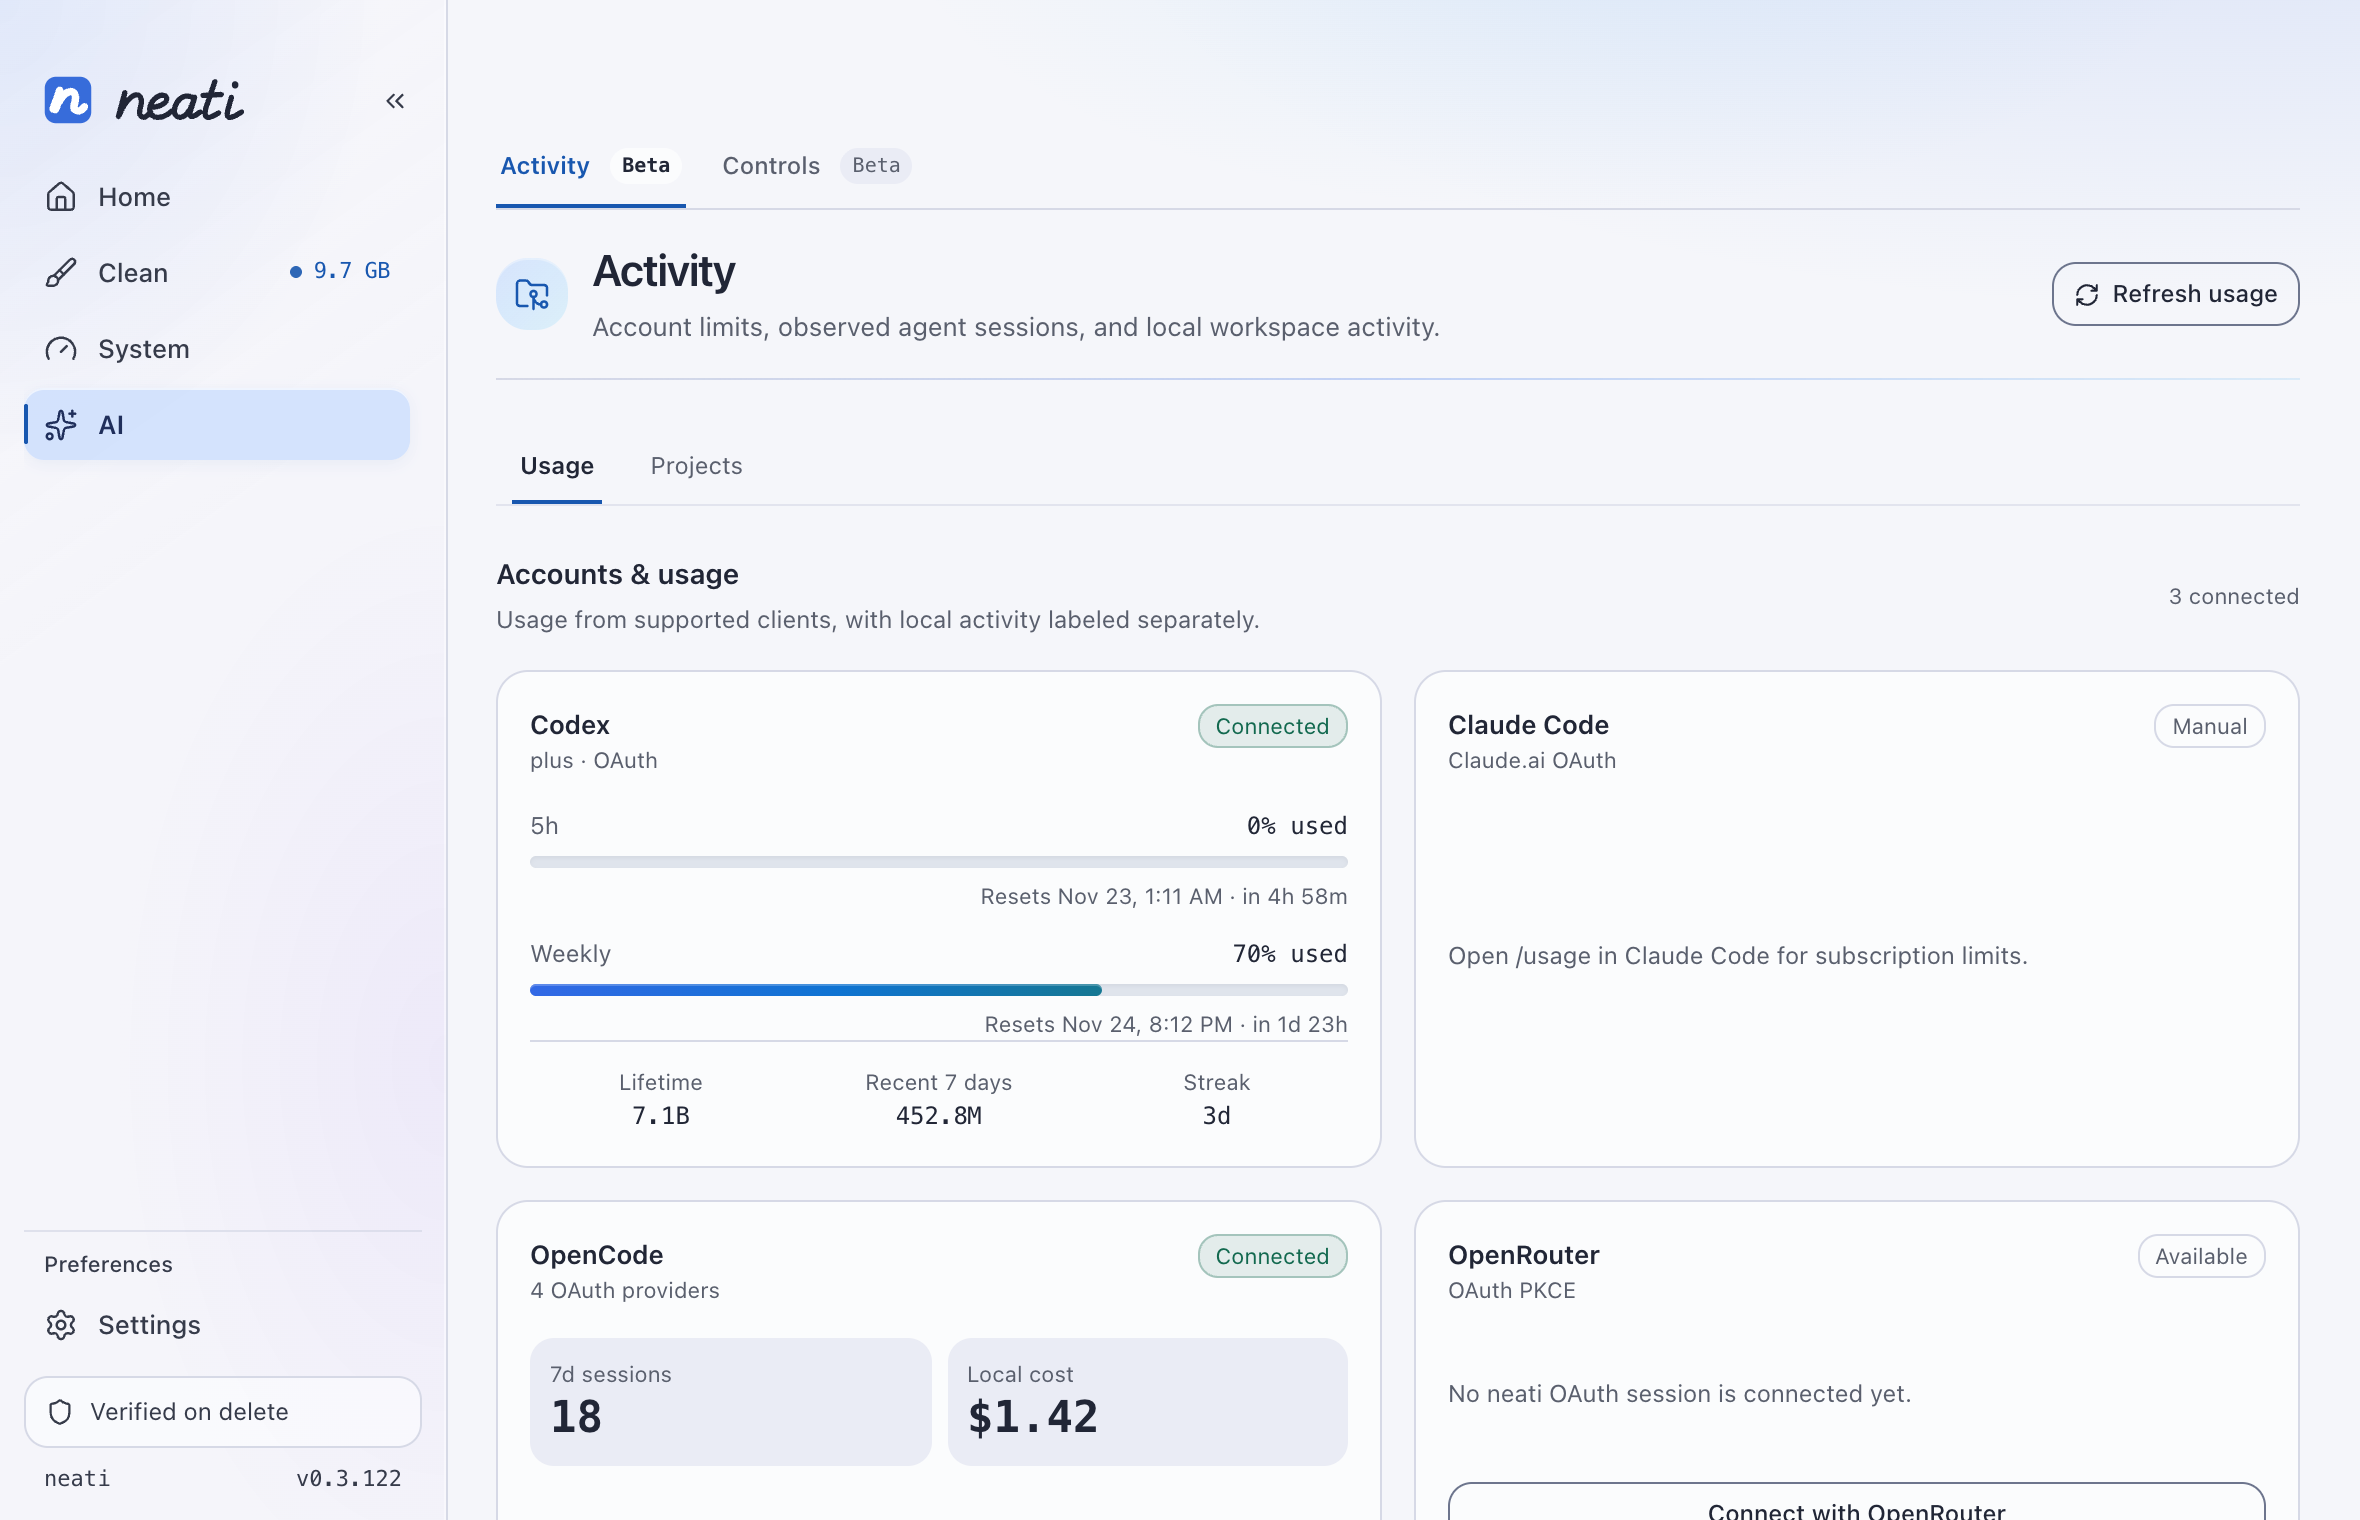 neati
Home
Clean
9.7 GB
System
AI
Preferences
Settings
Verified on delete
neati
v0.3.122
Activity Beta
Controls Beta
Activity
Account limits, observed agent sessions, and local workspace activity.
Refresh usage
Usage
Projects
Accounts & usage
Usage from supported clients, with local activity labeled separately.
3 connected
Codex
Connected
plus · OAuth
5h
0% used
Resets Nov 23, 1:11 AM · in 4h 58m
Weekly
70% used
Resets Nov 24, 8:12 PM · in 1d 23h
Lifetime
7.1B
Recent 7 days
452.8M
Streak
3d
Claude Code
Manual
Claude.ai OAuth
Open /usage in Claude Code for subscription limits.
OpenCode
Connected
4 OAuth providers
7d sessions
18
Local cost
$1.42
OpenRouter
Available
OAuth PKCE
No neati OAuth session is connected yet.
Connect with OpenRouter